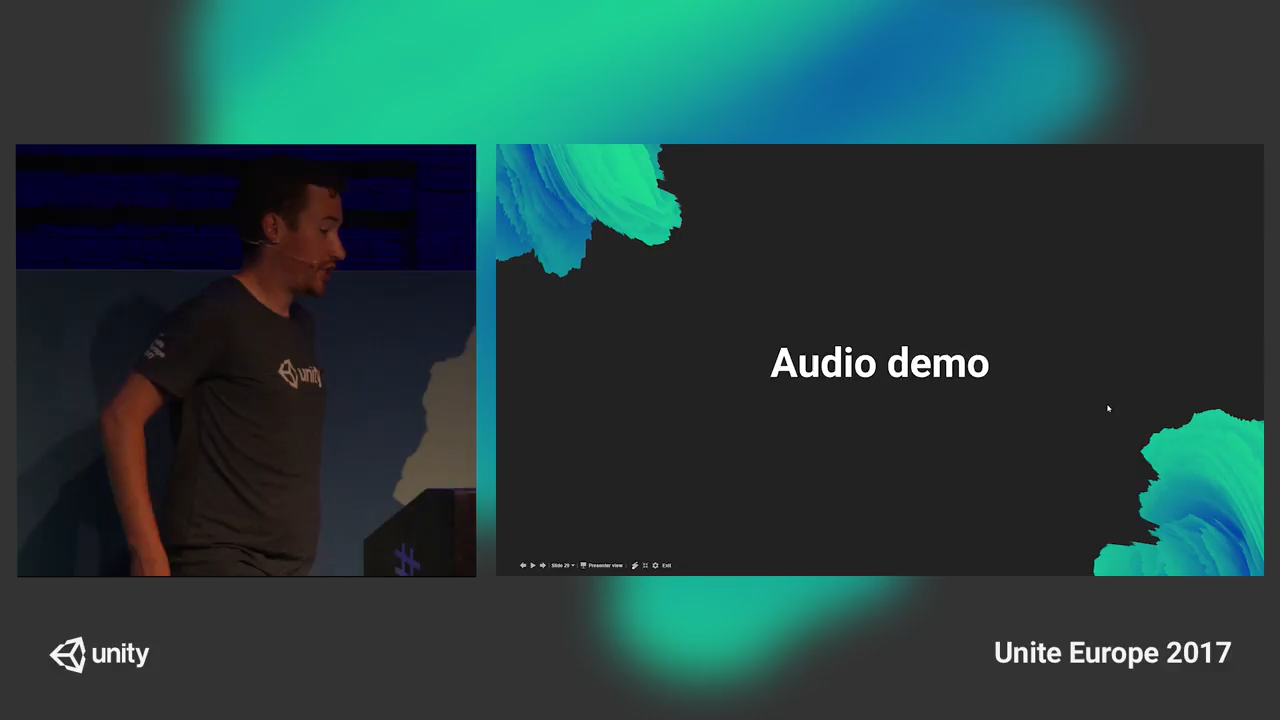 unity
Audio demo
#
Slide 29
Presenter view
Exit
unity
Unite Europe 2017